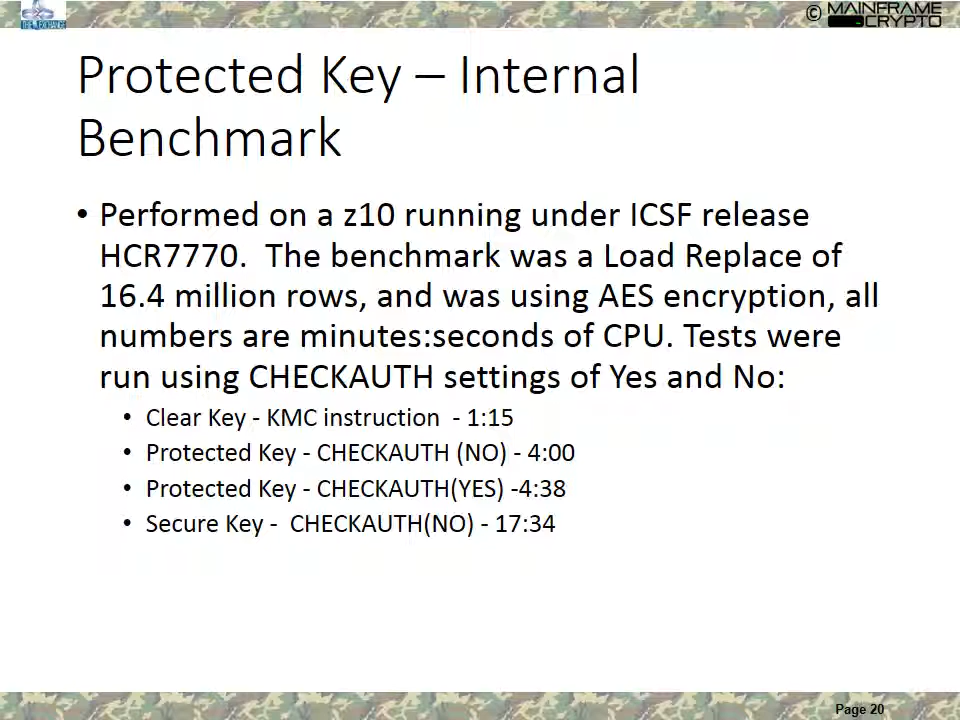 THE EXCHANGE
© MAINFRAME
CRYPTO
Protected Key – Internal
Benchmark
• Performed on a z10 running under ICSF release
HCR7770.  The benchmark was a Load Replace of
16.4 million rows, and was using AES encryption, all
numbers are minutes:seconds of CPU. Tests were
run using CHECKAUTH settings of Yes and No:
• Clear Key - KMC instruction  - 1:15
• Protected Key - CHECKAUTH (NO) - 4:00
• Protected Key - CHECKAUTH(YES) -4:38
• Secure Key -  CHECKAUTH(NO) - 17:34
Page 20